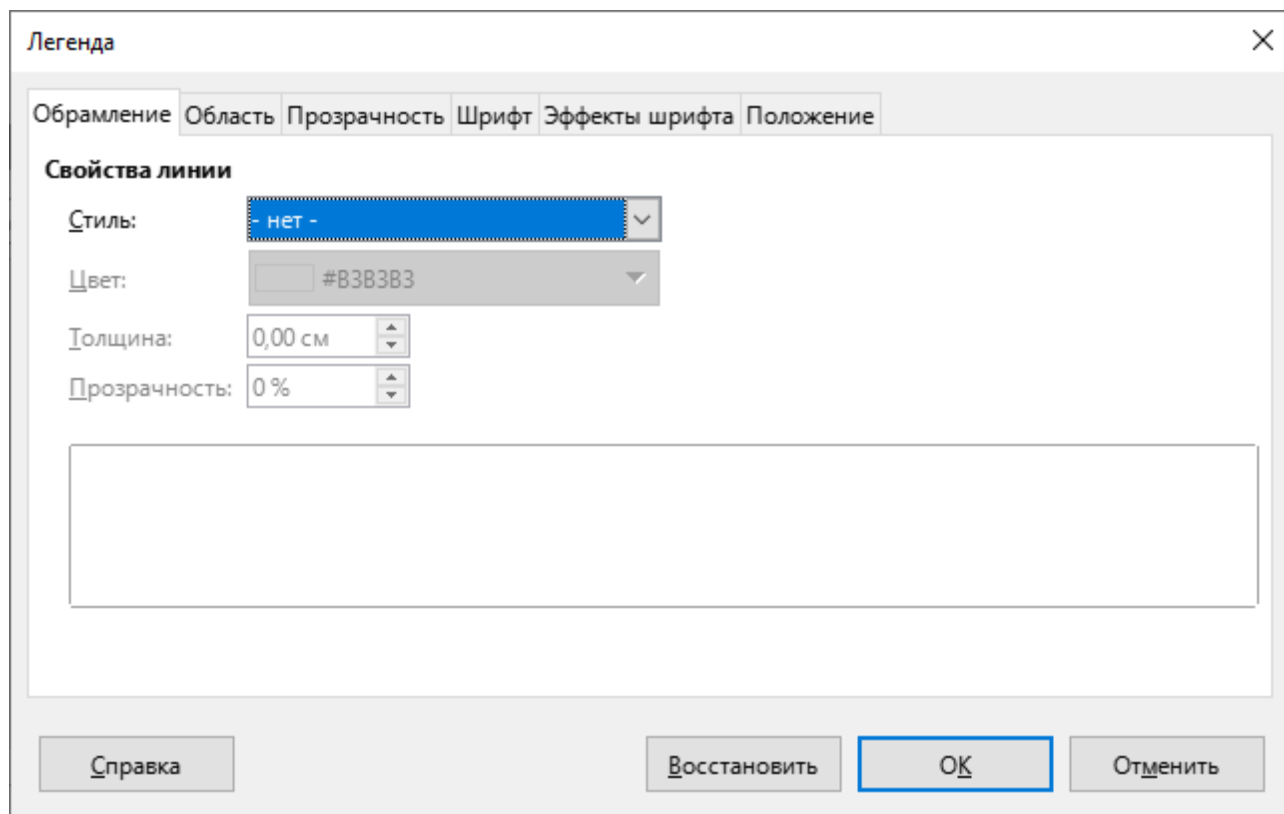 Легенда
Обрамление Область Прозрачность Шрифт Эффекты шрифта Положение
Свойства линии
Стиль: - нет -
Цвет: #B3B3B3
Толщина: 0,00 см
Прозрачность: 0 %
Справка Восстановить ОК Отменить